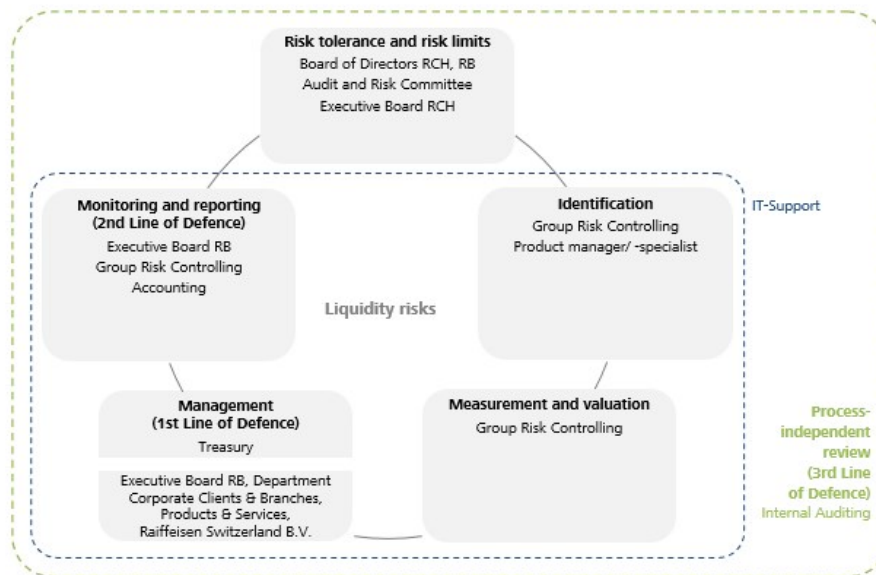 Risk tolerance and risk limits
Board of Directors RCH, RB
Audit and Risk Committee
Executive Board RCH
Monitoring and reporting
(2nd Line of Defence)
Executive Board RB
Group Risk Controlling
Accounting
Identification
Group Risk Controlling
Product manager/ -specialist
IT-Support
Liquidity risks
Management
(1st Line of Defence)
Treasury
Executive Board RB, Department
Corporate Clients & Branches,
Products & Services,
Raiffeisen Switzerland B.V.
Measurement and valuation
Group Risk Controlling
Process-
independent
review
(3rd Line
of Defence)
Internal Auditing